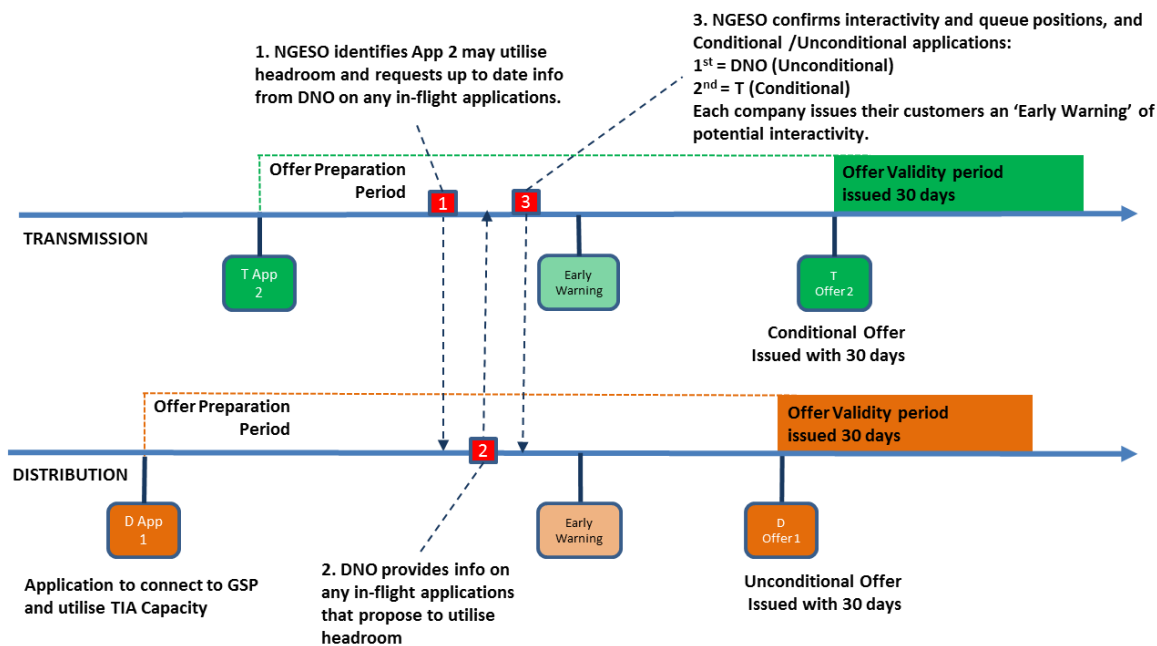 1. NGESO identifies App 2 may utilise
headroom and requests up to date info
from DNO on any in-flight applications.
3. NGESO confirms interactivity and queue positions, and
Conditional /Unconditional applications:
1st = DNO (Unconditional)
2nd = T (Conditional)
Each company issues their customers an ‘Early Warning’ of
potential interactivity.
Offer Preparation
Period
Offer Validity period
issued 30 days
1
3
TRANSMISSION
T App
2
Early
Warning
T
Offer 2
Conditional Offer
Issued with 30 days
Offer Preparation
Period
Offer Validity period
issued 30 days
2
DISTRIBUTION
D App
1
Early
Warning
D
Offer 1
Application to connect to GSP
and utilise TIA Capacity
2. DNO provides info on
any in-flight applications
that propose to utilise
headroom
Unconditional Offer
Issued with 30 days